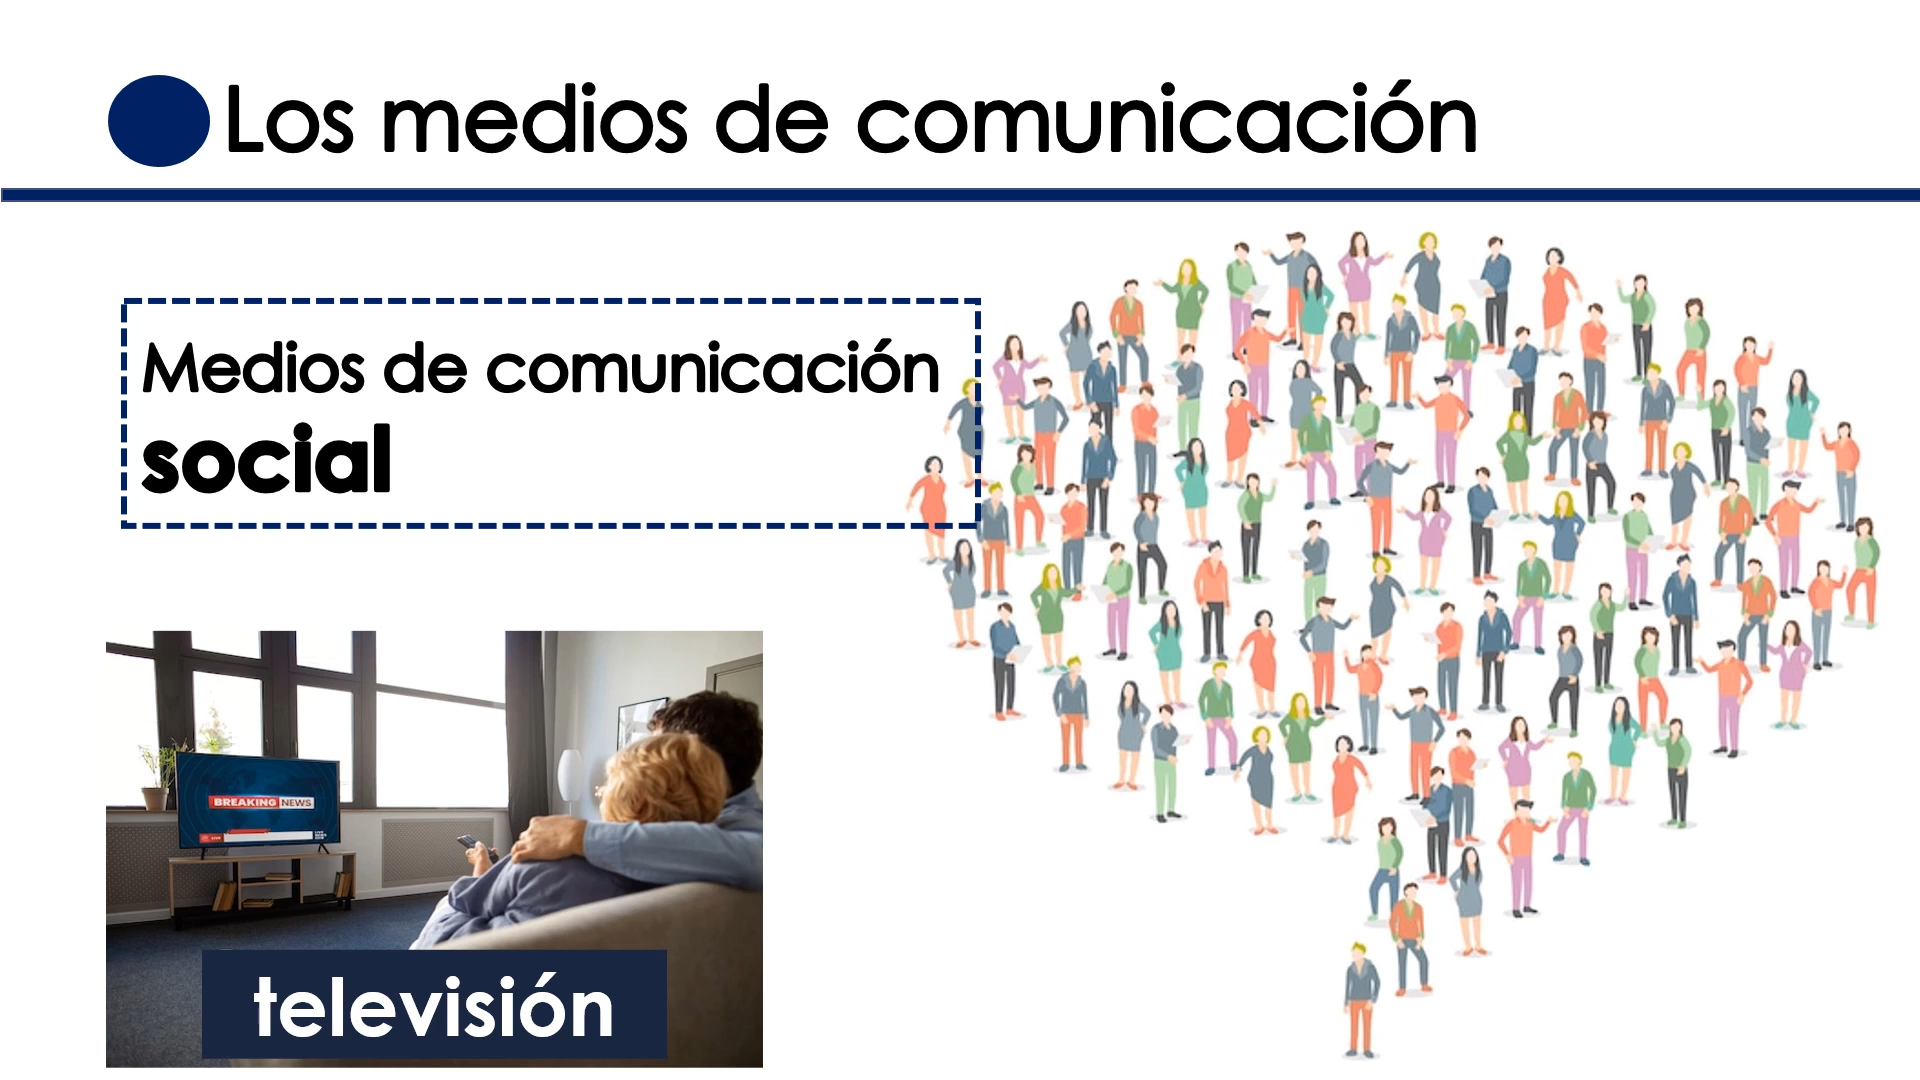 Los medios de comunicación
Medios de comunicación
social
BREAKING NEWS
televisión